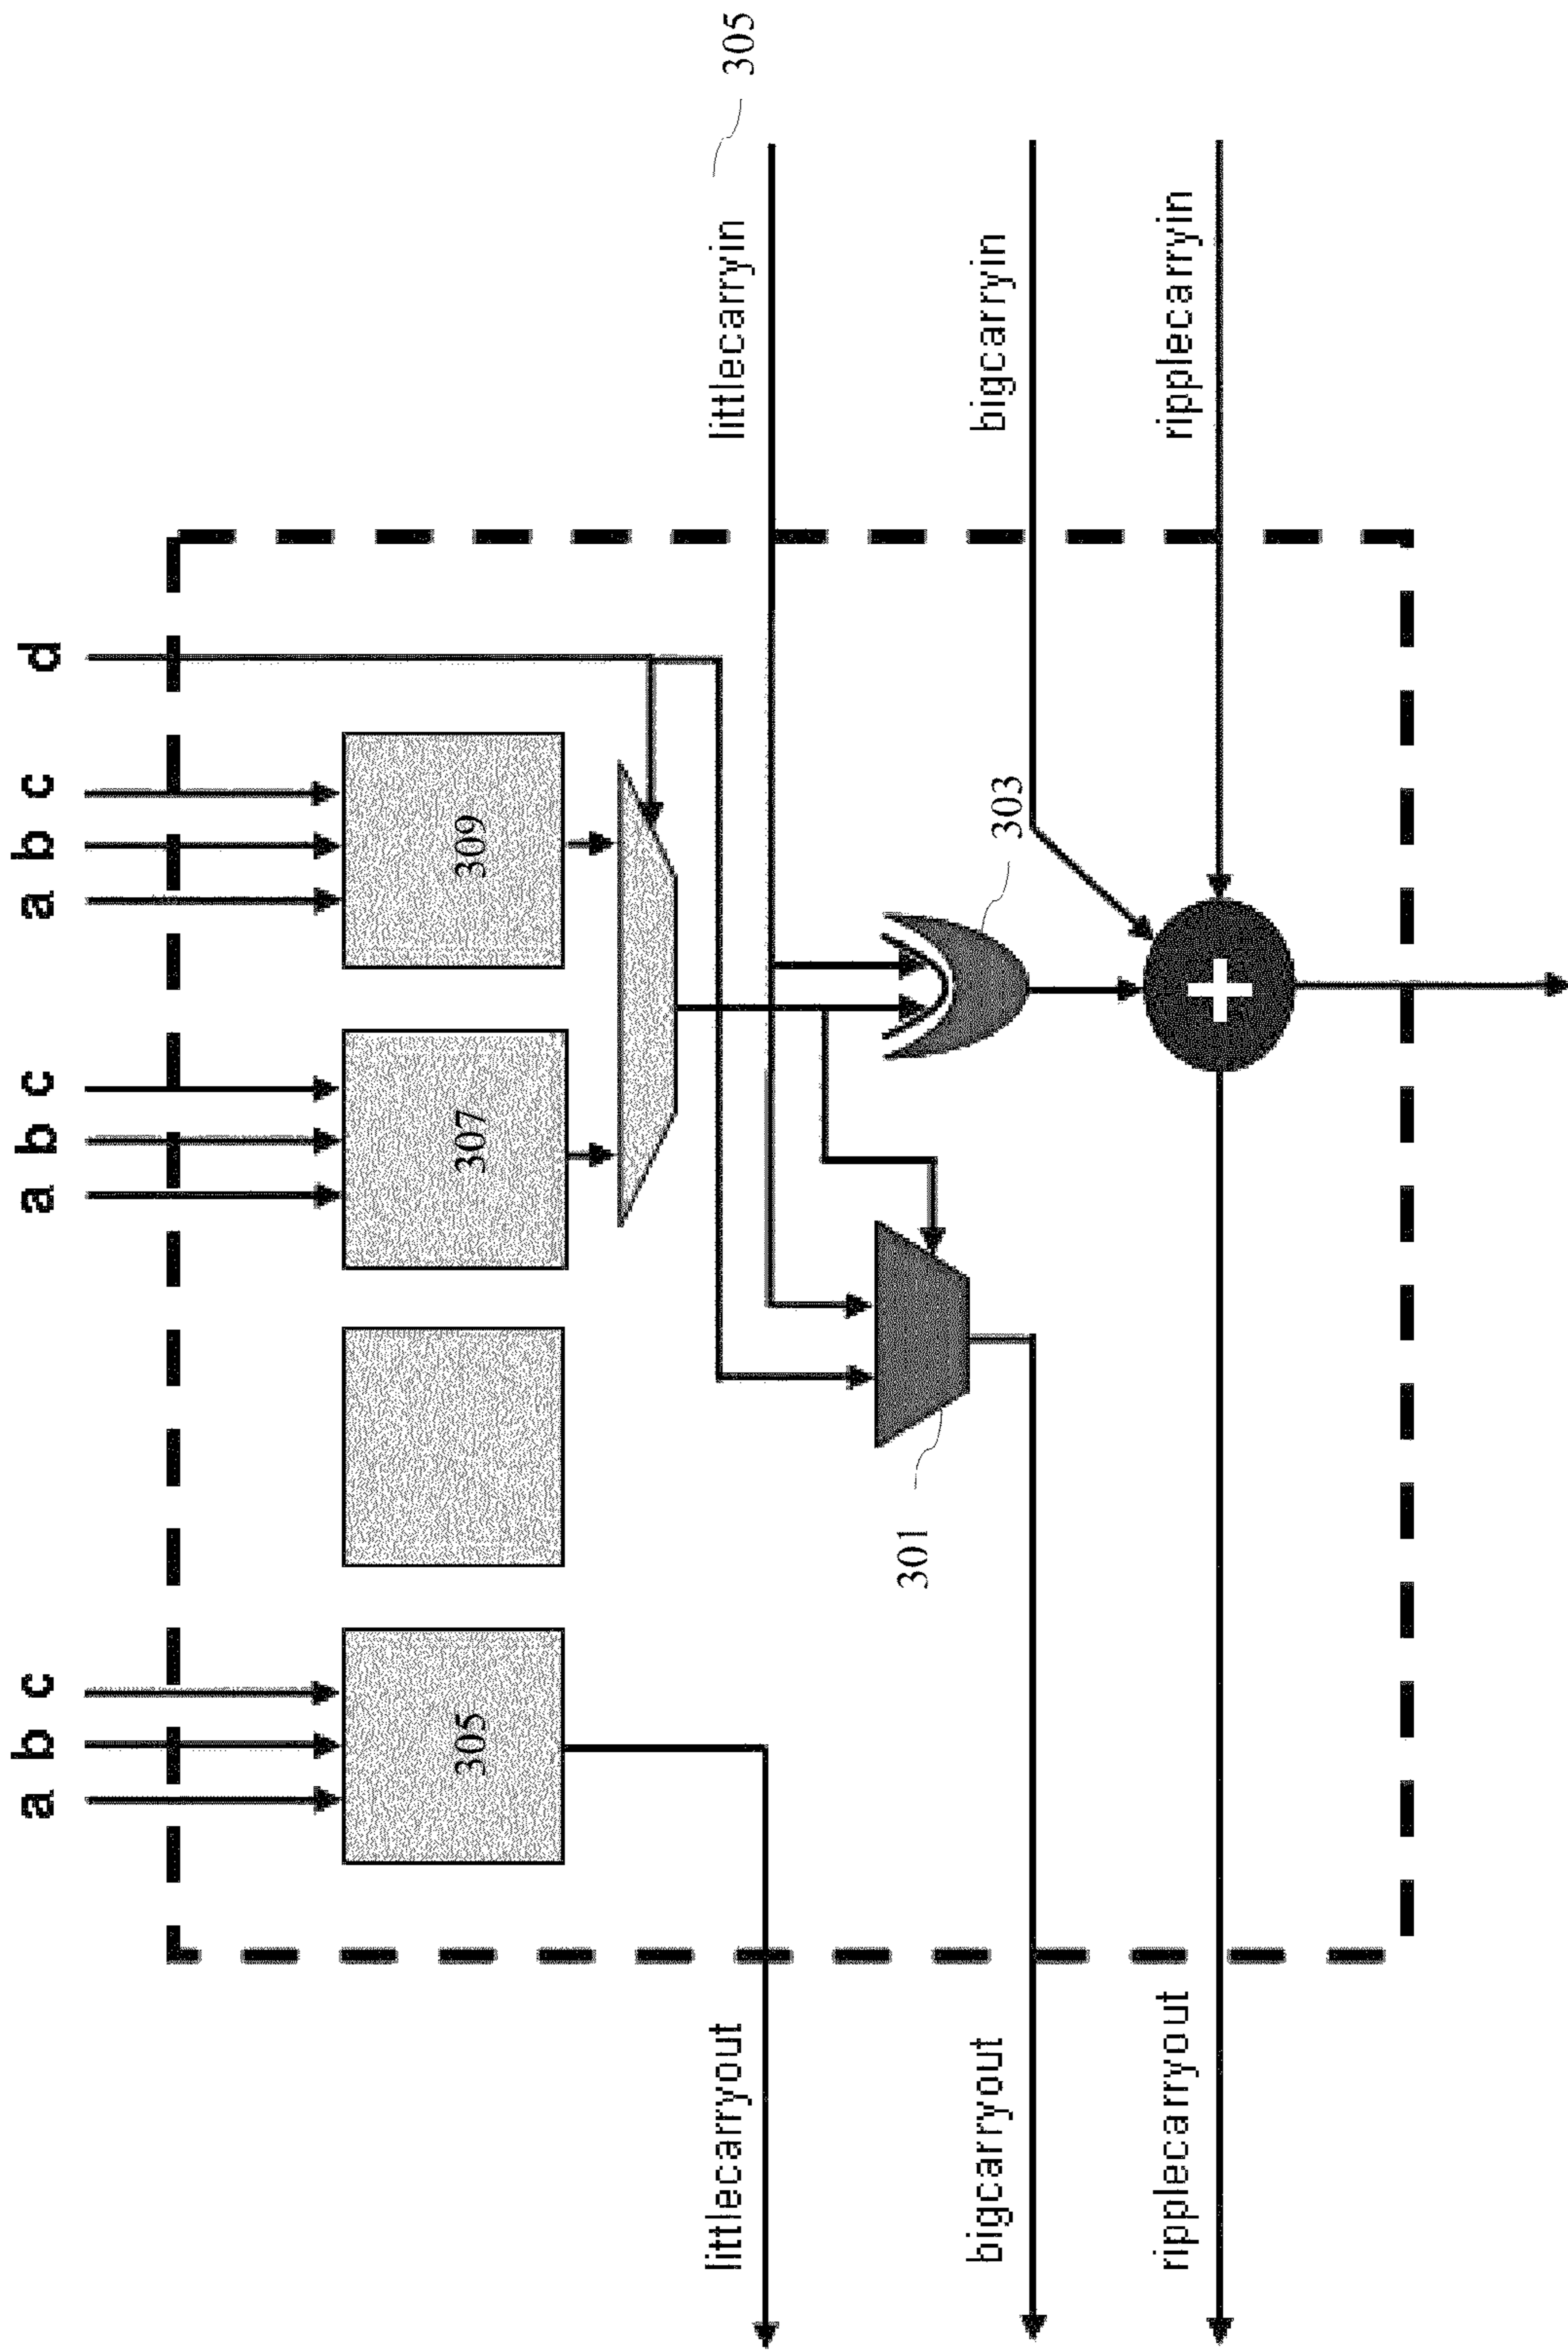 a b c
a b c
a b c
d
305
307
309
littlecarryin
305
bigcarryin
303
ripplecarryin
301
littlecarryout
bigcarryout
ripplecarryout
+